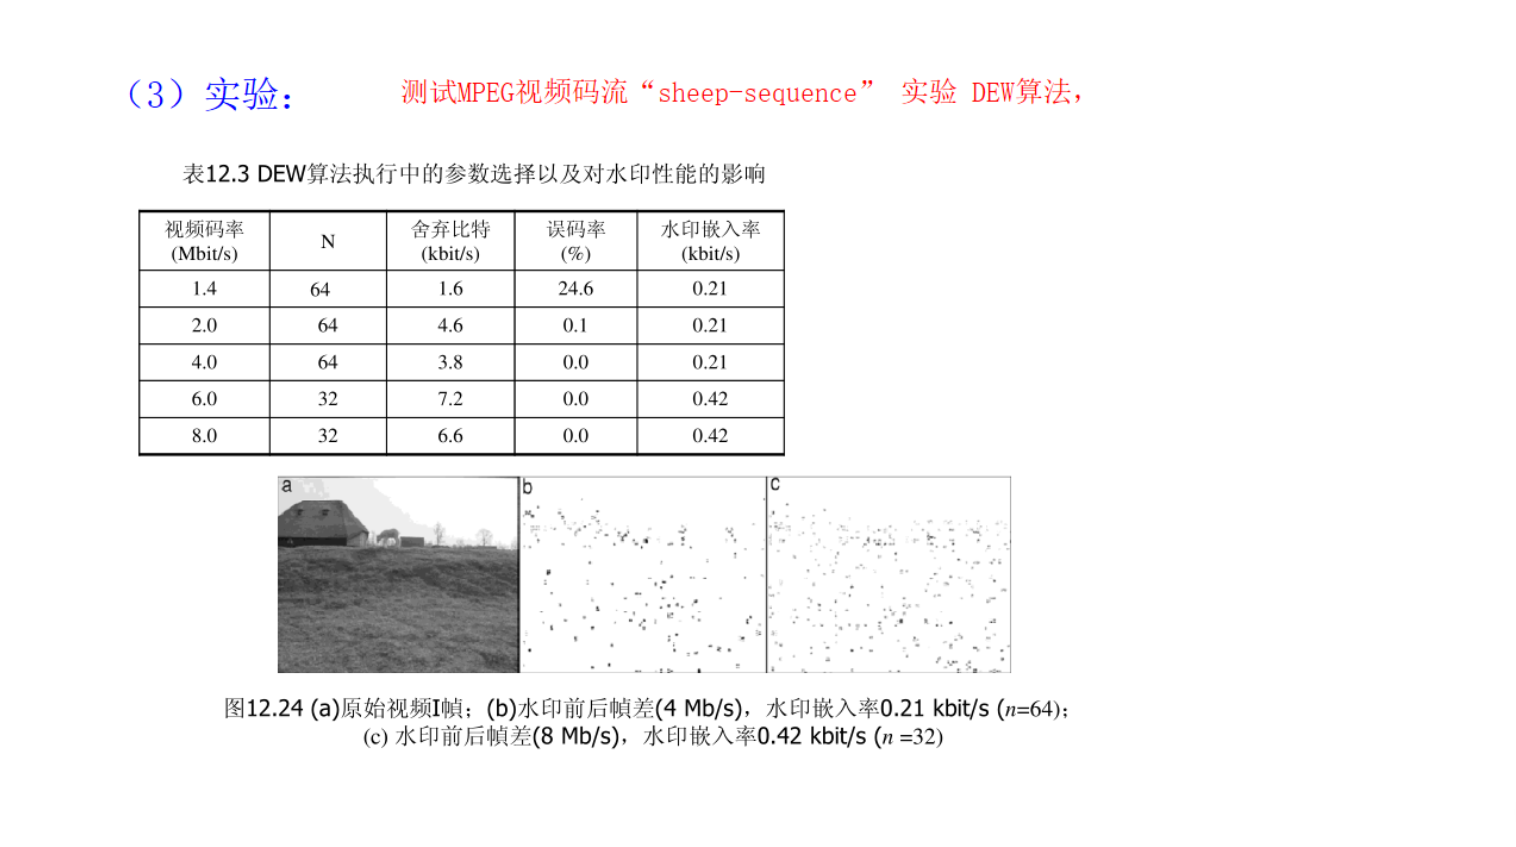 （3）实验： 测试MPEG视频码流“sheep-sequence” 实验 DEW算法，
表12.3 DEW算法执行中的参数选择以及对水印性能的影响
视频码率 (Mbit/s) N 舍弃比特 (kbit/s) 误码率 (%) 水印嵌入率 (kbit/s)
1.4 64 1.6 24.6 0.21
2.0 64 4.6 0.1 0.21
4.0 64 3.8 0.0 0.21
6.0 32 7.2 0.0 0.42
8.0 32 6.6 0.0 0.42
a b c
图12.24 (a)原始视频I帧；(b)水印前后帧差(4 Mb/s)，水印嵌入率0.21 kbit/s (n=64)；
(c) 水印前后帧差(8 Mb/s)，水印嵌入率0.42 kbit/s (n =32)